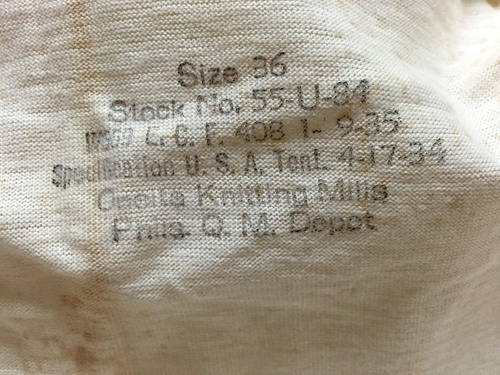 Size 36
Stock No. 55-U-84
E. C. F. 408 1- 9-35
Specification U. S. A. Tent. 4-17-34
Oneita Knitting Mills
Phila. Q. M. Depot